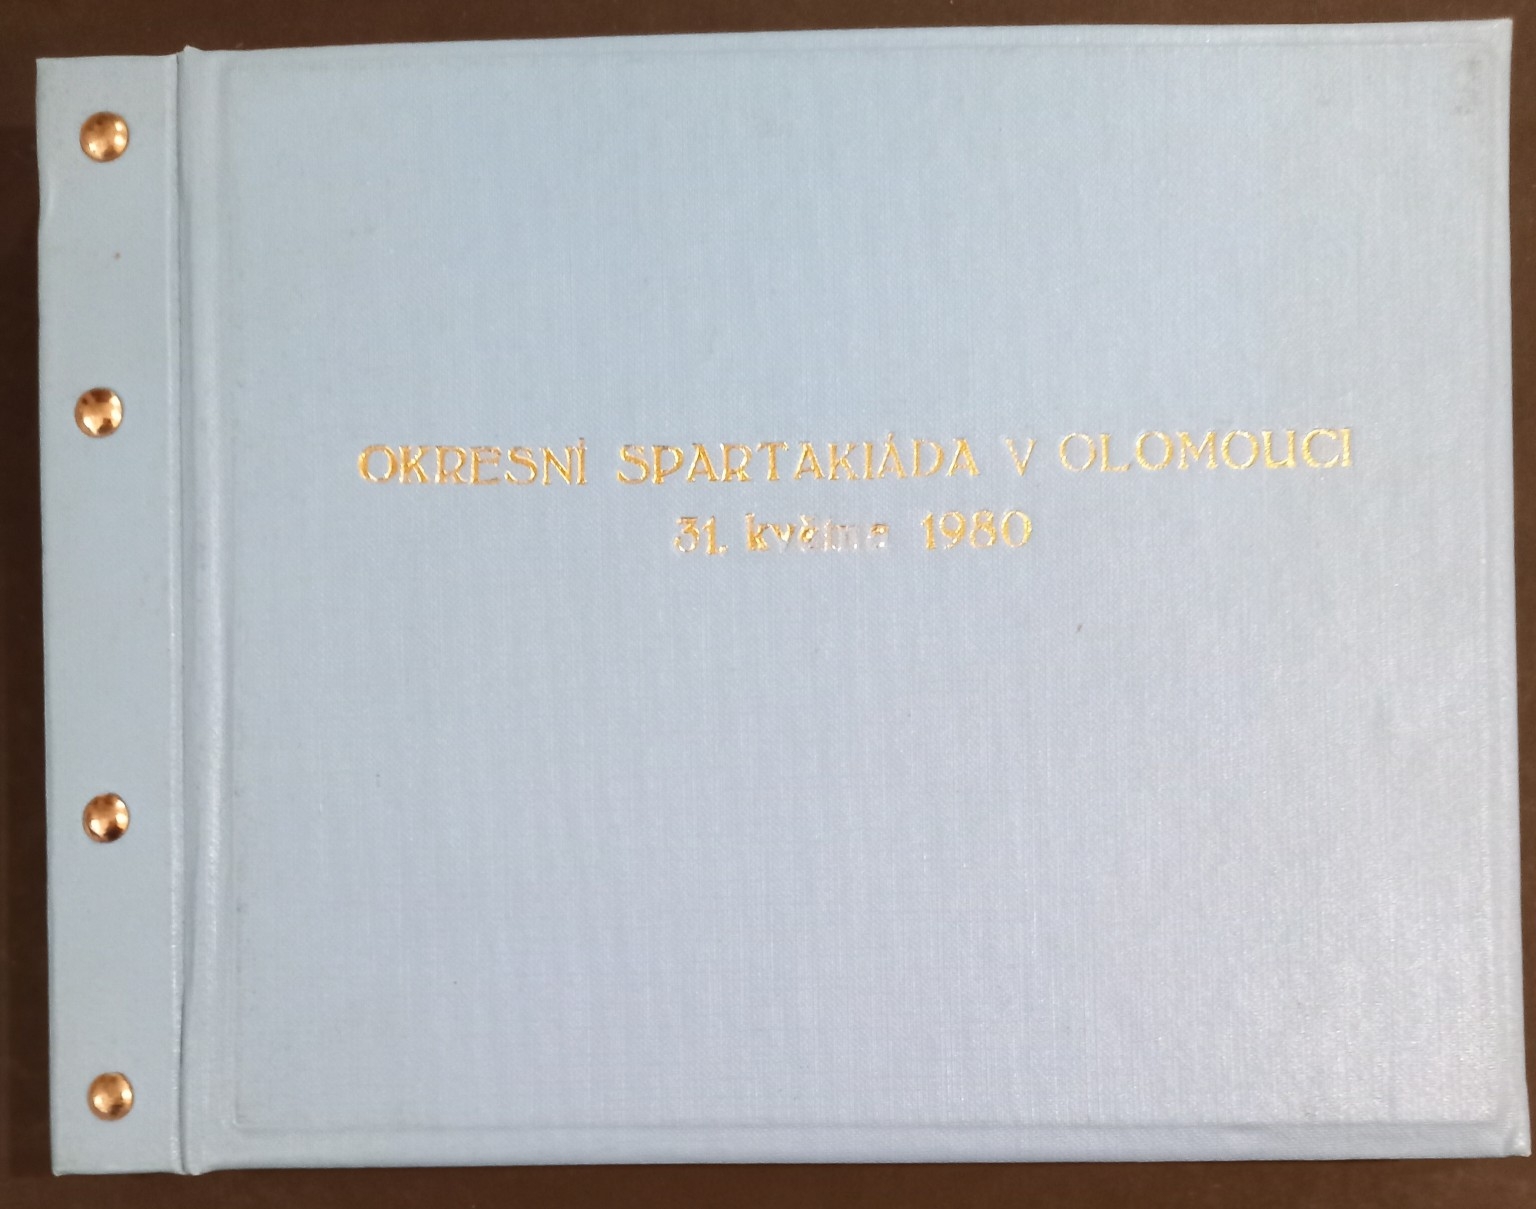 OKRESNÍ SPARTAKIÁDA V OLOMOUCI
31. května 1980